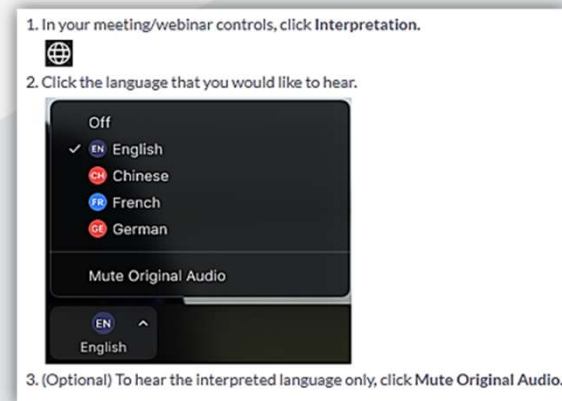 1. In your meeting/webinar controls, click Interpretation.
2. Click the language that you would like to hear.
Off
EN English
CH Chinese
FR French
GE German
Mute Original Audio
EN
English
3. (Optional) To hear the interpreted language only, click Mute Original Audio.